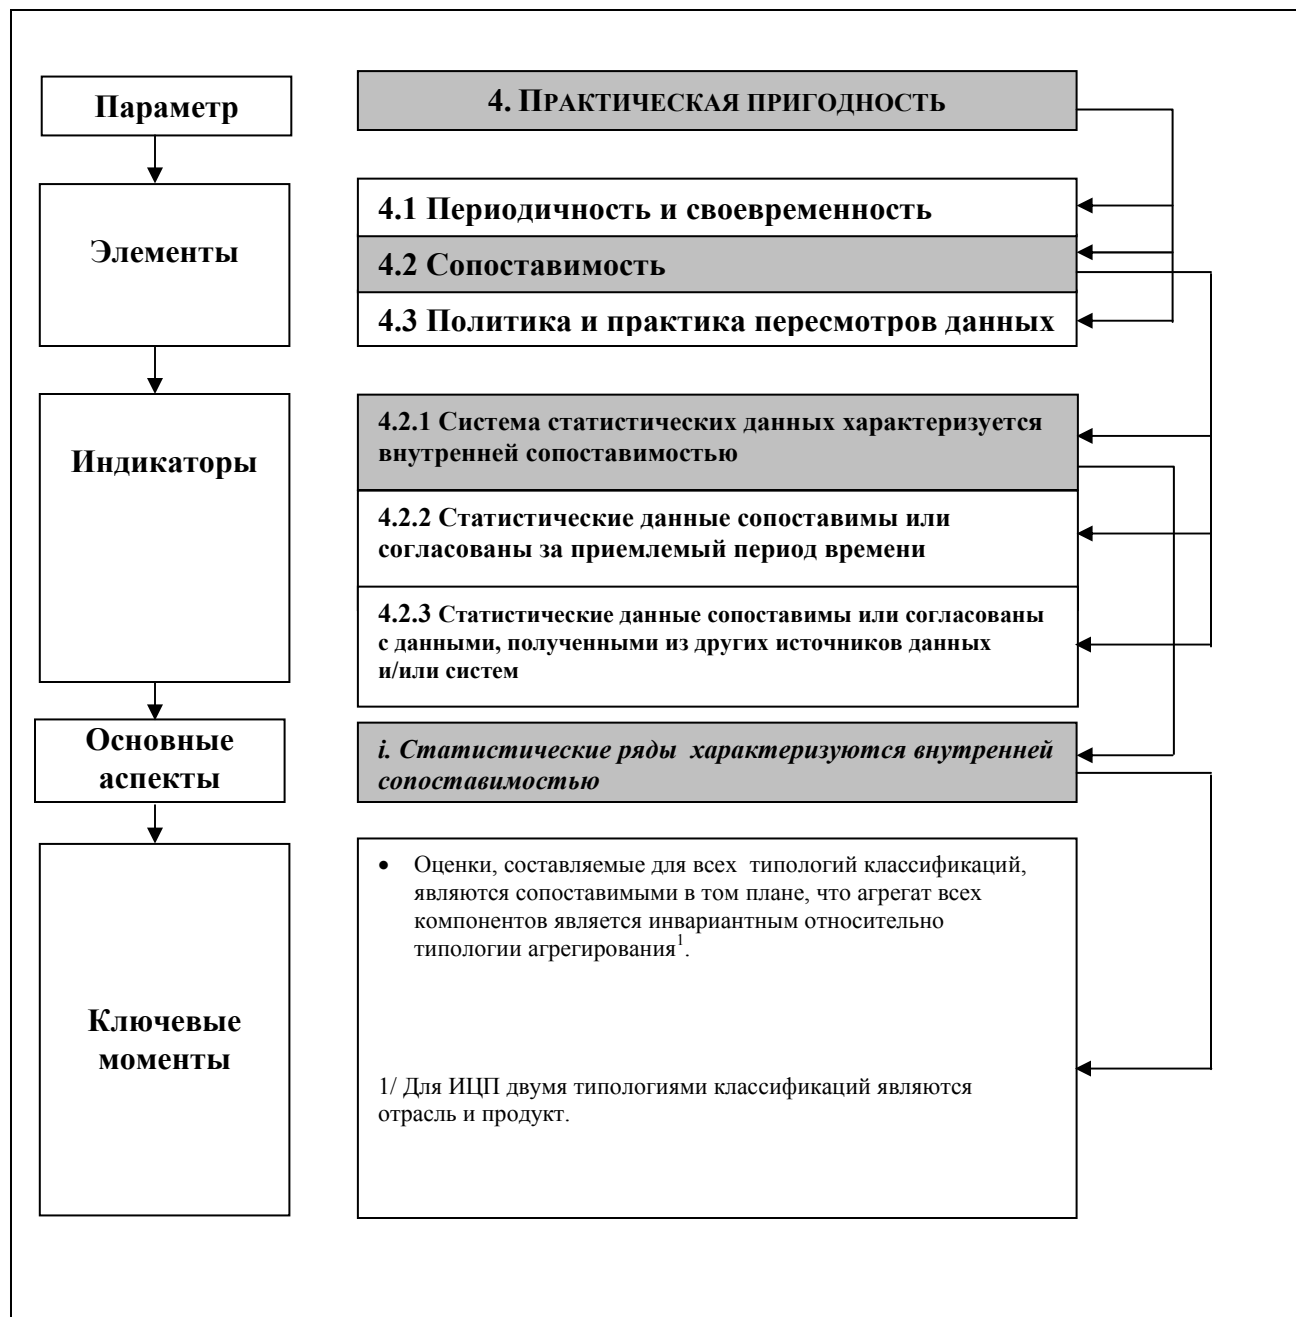 Параметр
4. ПРАКТИЧЕСКАЯ ПРИГОДНОСТЬ
Элементы
4.1 Периодичность и своевременность
4.2 Сопоставимость
4.3 Политика и практика пересмотров данных
Индикаторы
4.2.1 Система статистических данных характеризуется
внутренней сопоставимостью
4.2.2 Статистические данные сопоставимы или
согласованы за приемлемый период времени
4.2.3 Статистические данные сопоставимы или согласованы
с данными, полученными из других источников данных
и/или систем
Основные
аспекты
i. Статистические ряды характеризуются внутренней
сопоставимостью
Ключевые
моменты
• Оценки, составляемые для всех типологий классификаций,
являются сопоставимыми в том плане, что агрегат всех
компонентов является инвариантным относительно
типологии агрегирования1.
1/ Для ИЦП двумя типологиями классификаций являются
отрасль и продукт.